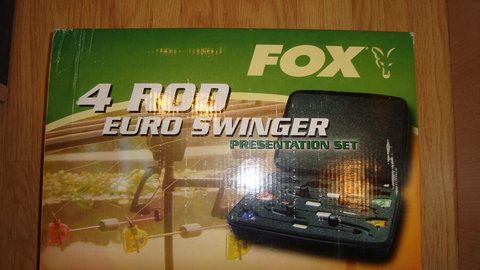 FOX
4 ROD
EURO SWINGER
PRESENTATION SET